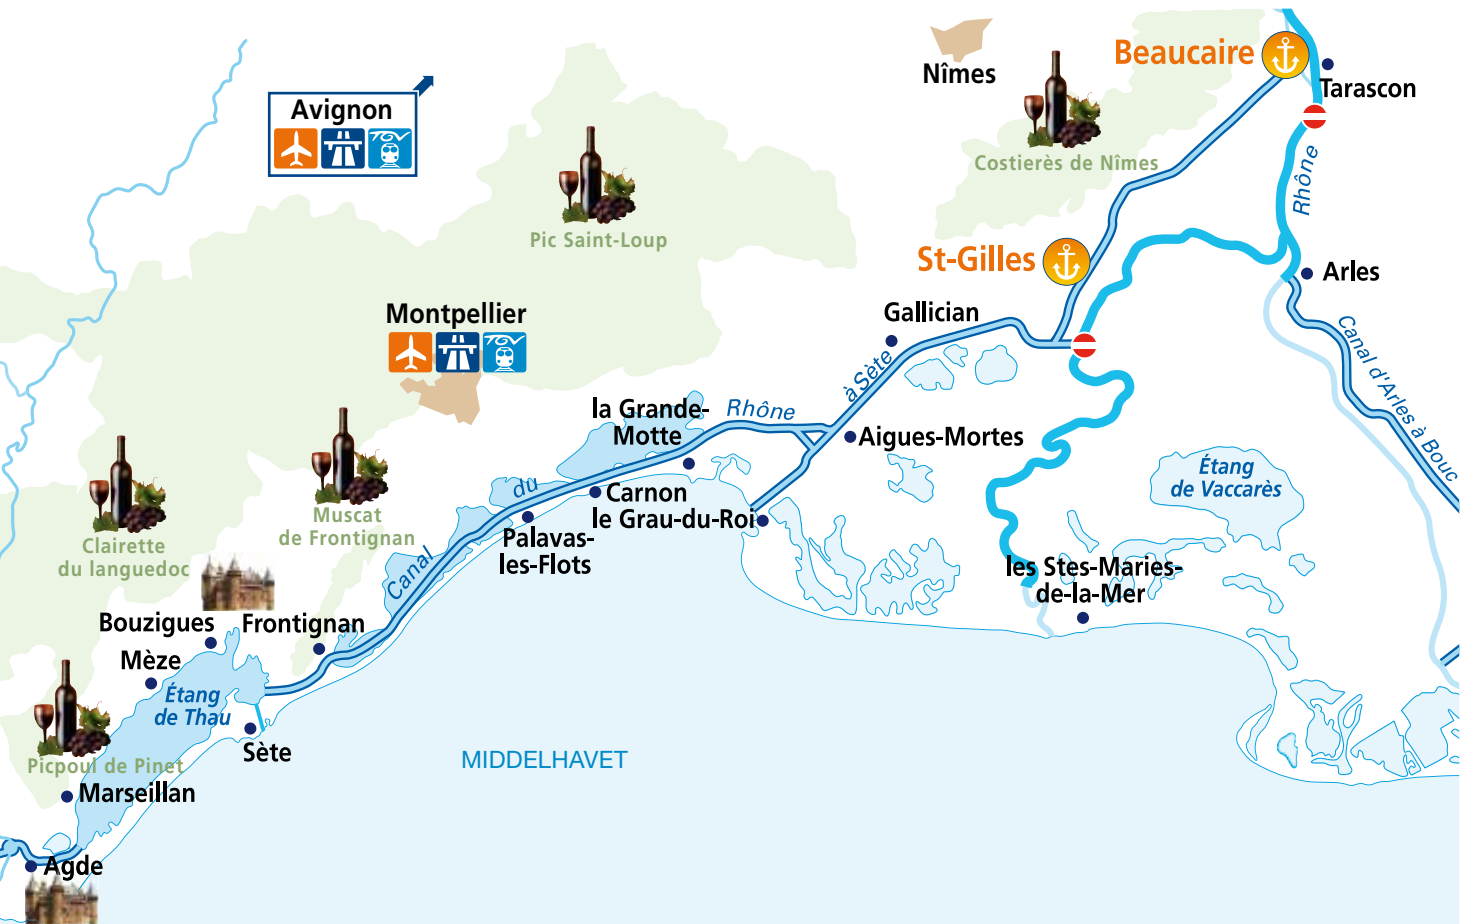 Beaucaire
Nîmes
Tarascon
Avignon
TGV
Costierès de Nîmes
Rhône
Pic Saint-Loup
St-Gilles
Arles
Montpellier
TGV
Gallician
Canal d'Arles à Bouc
à Sète
la Grande-
Motte
Rhône
Aigues-Mortes
Étang
de Vaccarès
du
Carnon
le Grau-du-Roi
Muscat
de Frontignan
Clairette
du languedoc
Palavas-
les-Flots
Canal
les Stes-Maries-
de-la-Mer
Bouzigues
Frontignan
Mèze
Étang
de Thau
Sète
MIDDELHAVET
Picpoul de Pinet
Marseillan
Agde